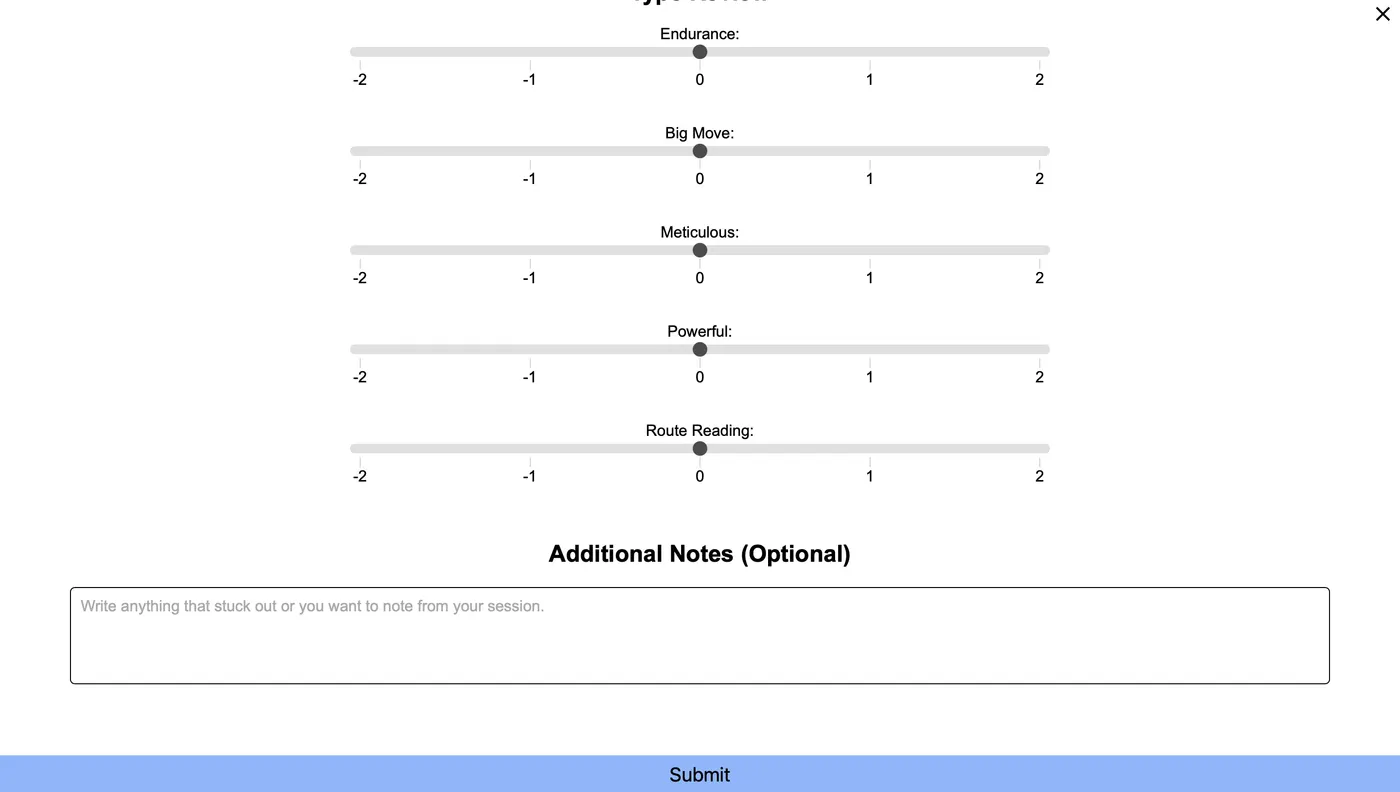 Endurance:
-2 -1 0 1 2
Big Move:
-2 -1 0 1 2
Meticulous:
-2 -1 0 1 2
Powerful:
-2 -1 0 1 2
Route Reading:
-2 -1 0 1 2
Additional Notes (Optional)
Write anything that stuck out or you want to note from your session.
Submit